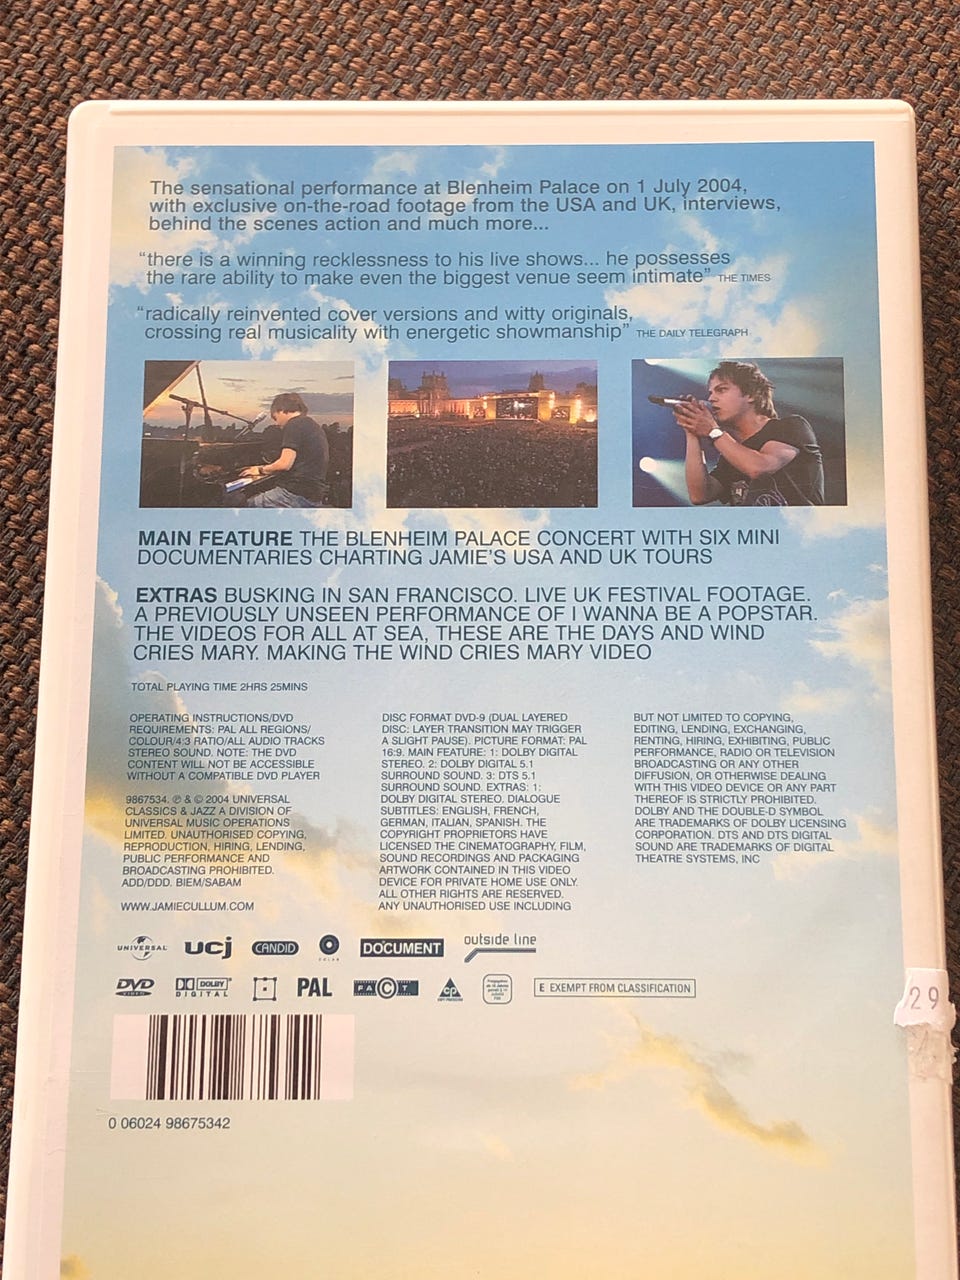 The sensational performance at Blenheim Palace on 1 July 2004,
with exclusive on-the-road footage from the USA and UK, interviews,
behind the scenes action and much more...
“there is a winning recklessness to his live shows... he possesses
the rare ability to make even the biggest venue seem intimate” THE TIMES
“radically reinvented cover versions and witty originals,
crossing real musicality with energetic showmanship” THE DAILY TELEGRAPH
MAIN FEATURE THE BLENHEIM PALACE CONCERT WITH SIX MINI
DOCUMENTARIES CHARTING JAMIE'S USA AND UK TOURS
EXTRAS BUSKING IN SAN FRANCISCO. LIVE UK FESTIVAL FOOTAGE.
A PREVIOUSLY UNSEEN PERFORMANCE OF I WANNA BE A POPSTAR.
THE VIDEOS FOR ALL AT SEA, THESE ARE THE DAYS AND WIND
CRIES MARY. MAKING THE WIND CRIES MARY VIDEO
TOTAL PLAYING TIME 2HRS 25MINS
OPERATING INSTRUCTIONS/DVD
REQUIREMENTS: PAL ALL REGIONS/
COLOUR/4:3 RATIO/ALL AUDIO TRACKS
STEREO SOUND. NOTE: THE DVD
CONTENT WILL NOT BE ACCESSIBLE
WITHOUT A COMPATIBLE DVD PLAYER
9867534. ℗ & © 2004 UNIVERSAL
CLASSICS & JAZZ A DIVISION OF
UNIVERSAL MUSIC OPERATIONS
LIMITED. UNAUTHORISED COPYING,
REPRODUCTION, HIRING, LENDING,
PUBLIC PERFORMANCE AND
BROADCASTING PROHIBITED.
ADD/DDD. BIEM/SABAM
WWW.JAMIECULLUM.COM
DISC FORMAT DVD-9 (DUAL LAYERED
DISC: LAYER TRANSITION MAY TRIGGER
A SLIGHT PAUSE). PICTURE FORMAT: PAL
16:9. MAIN FEATURE: 1: DOLBY DIGITAL
STEREO. 2: DOLBY DIGITAL 5.1
SURROUND SOUND. 3: DTS 5.1
SURROUND SOUND. EXTRAS: 1:
DOLBY DIGITAL STEREO. DIALOGUE
SUBTITLES: ENGLISH, FRENCH,
GERMAN, ITALIAN, SPANISH. THE
COPYRIGHT PROPRIETORS HAVE
LICENSED THE CINEMATOGRAPHY, FILM,
SOUND RECORDINGS AND PACKAGING
ARTWORK CONTAINED IN THIS VIDEO
DEVICE FOR PRIVATE HOME USE ONLY.
ALL OTHER RIGHTS ARE RESERVED.
ANY UNAUTHORISED USE INCLUDING
BUT NOT LIMITED TO COPYING,
EDITING, LENDING, EXCHANGING,
RENTING, HIRING, EXHIBITING, PUBLIC
PERFORMANCE, RADIO OR TELEVISION
BROADCASTING OR ANY OTHER
DIFFUSION, OR OTHERWISE DEALING
WITH THIS VIDEO DEVICE OR ANY PART
THEREOF IS STRICTLY PROHIBITED.
DOLBY AND THE DOUBLE-D SYMBOL
ARE TRADEMARKS OF DOLBY LICENSING
CORPORATION. DTS AND DTS DIGITAL
SOUND ARE TRADEMARKS OF DIGITAL
THEATRE SYSTEMS, INC
UNIVERSAL ucj CANDID DOCUMENT outside line
DVD VIDEO DOLBY DIGITAL PAL FACT cp E EXEMPT FROM CLASSIFICATION
29
0 06024 98675342